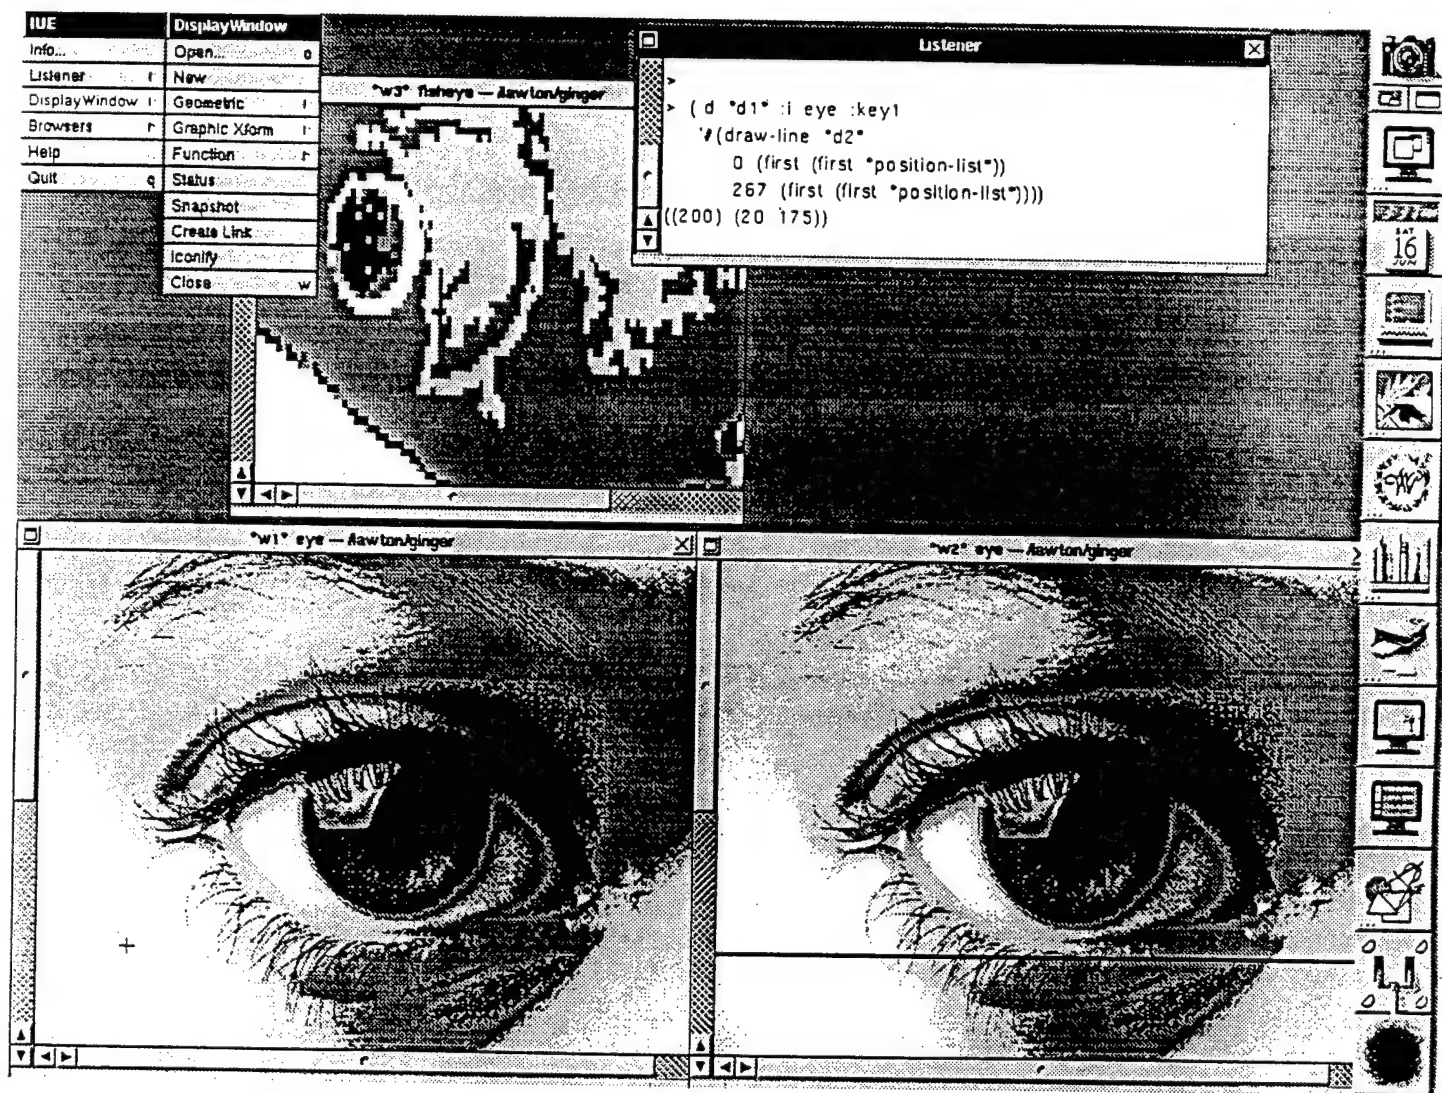 IUE
Info...
Listener
DisplayWindow
Browsers r
Help
Quit q
DisplayWindow
Open... o
New
Geometric
Graphic Xform
Function
Status
Snapshot
Create Link
Iconify
Close w
*w3* fisheye — /lawton/ginger
Listener
>
> ( d *d1* :i eye :key1
'#(draw-line *d2*
0 (first (first *position-list*))
267 (first (first *position-list*))))
((200) (20 175))
SAT
16
JUN
*w1* eye — /lawton/ginger
*w2* eye — /lawton/ginger